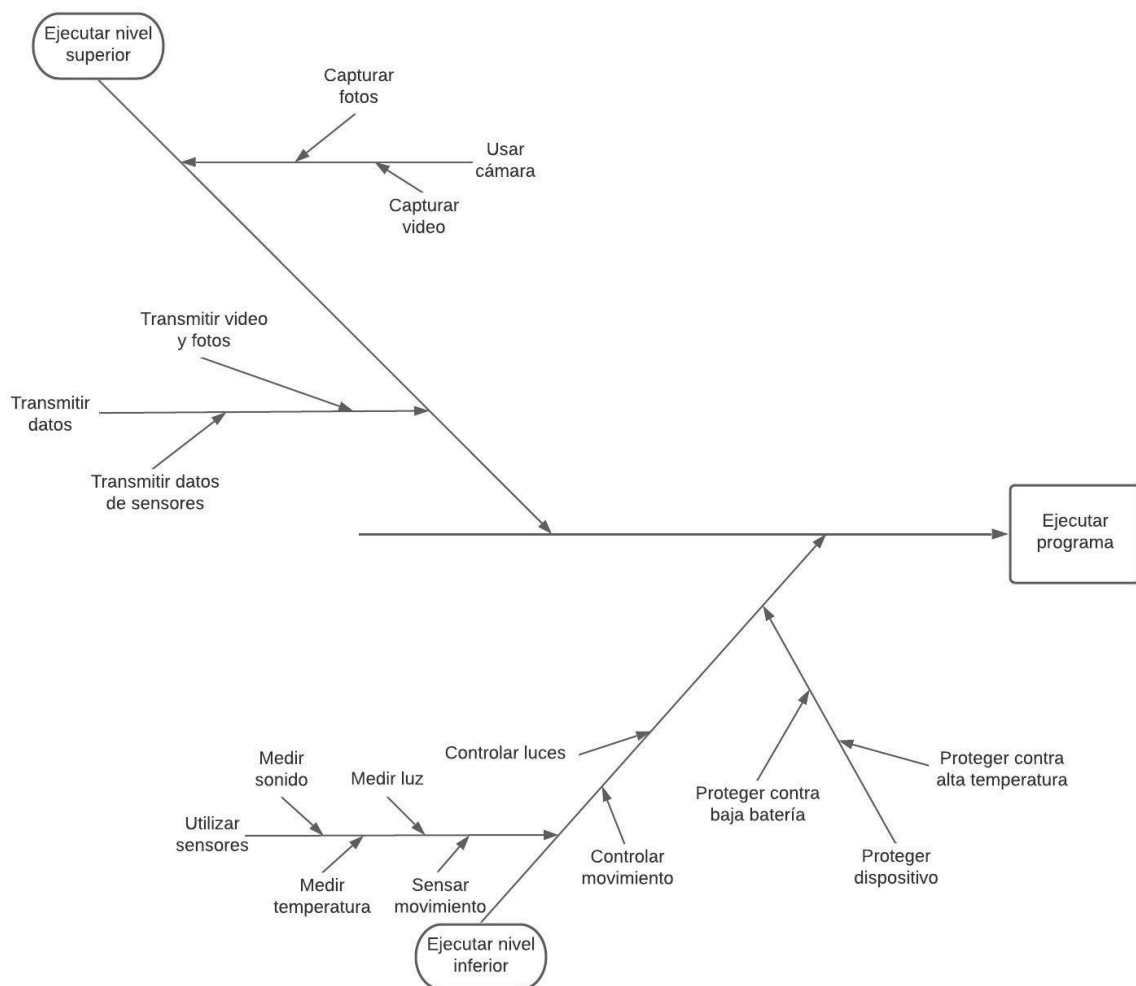 Ejecutar nivel
superior
Capturar
fotos
Usar
cámara
Capturar
video
Transmitir video
y fotos
Transmitir
datos
Transmitir datos
de sensores
Ejecutar
programa
Controlar luces
Medir
sonido
Medir luz
Proteger contra
alta temperatura
Proteger contra
baja batería
Utilizar
sensores
Controlar
movimiento
Proteger
dispositivo
Medir
temperatura
Sensar
movimiento
Ejecutar nivel
inferior